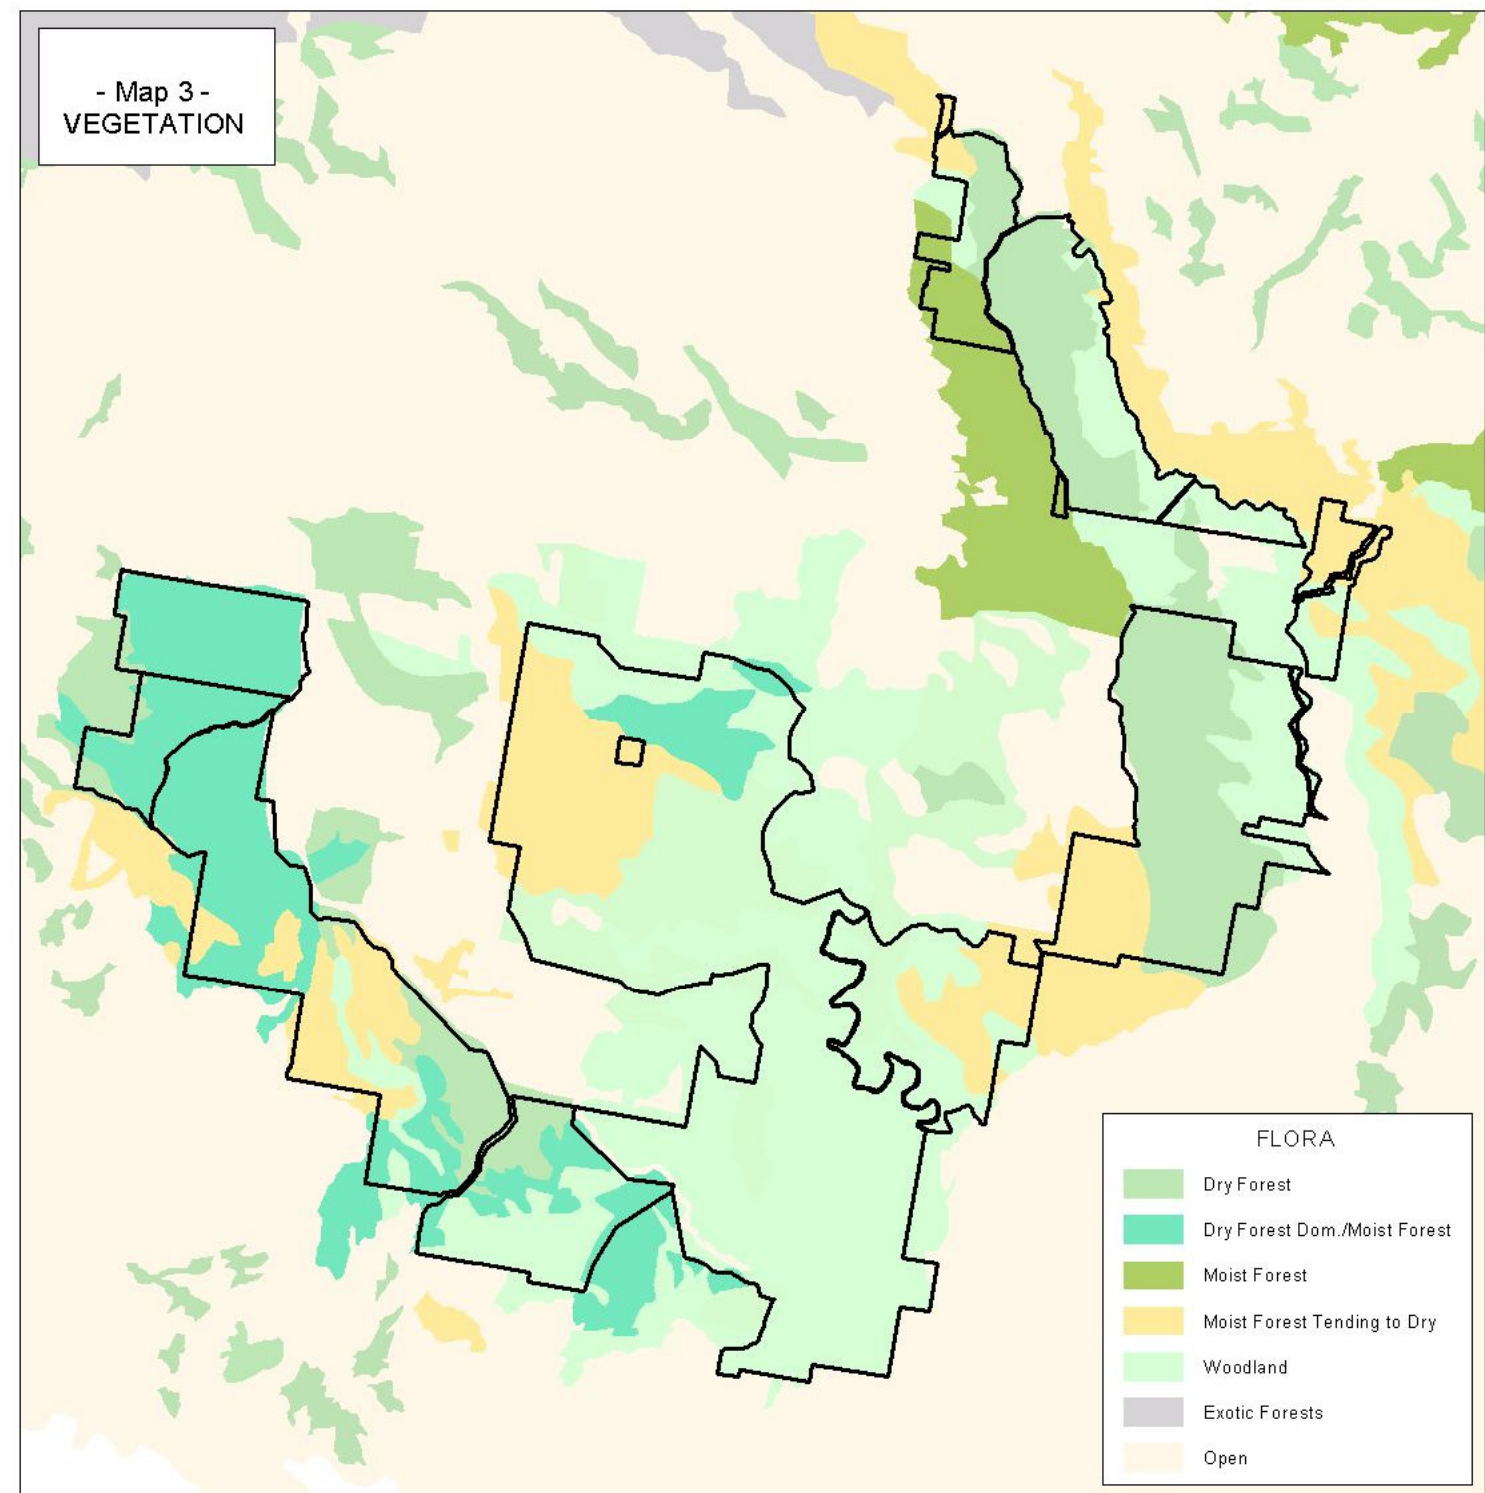 - Map 3 -
VEGETATION
FLORA
Dry Forest
Dry Forest Dom./Moist Forest
Moist Forest
Moist Forest Tending to Dry
Woodland
Exotic Forests
Open